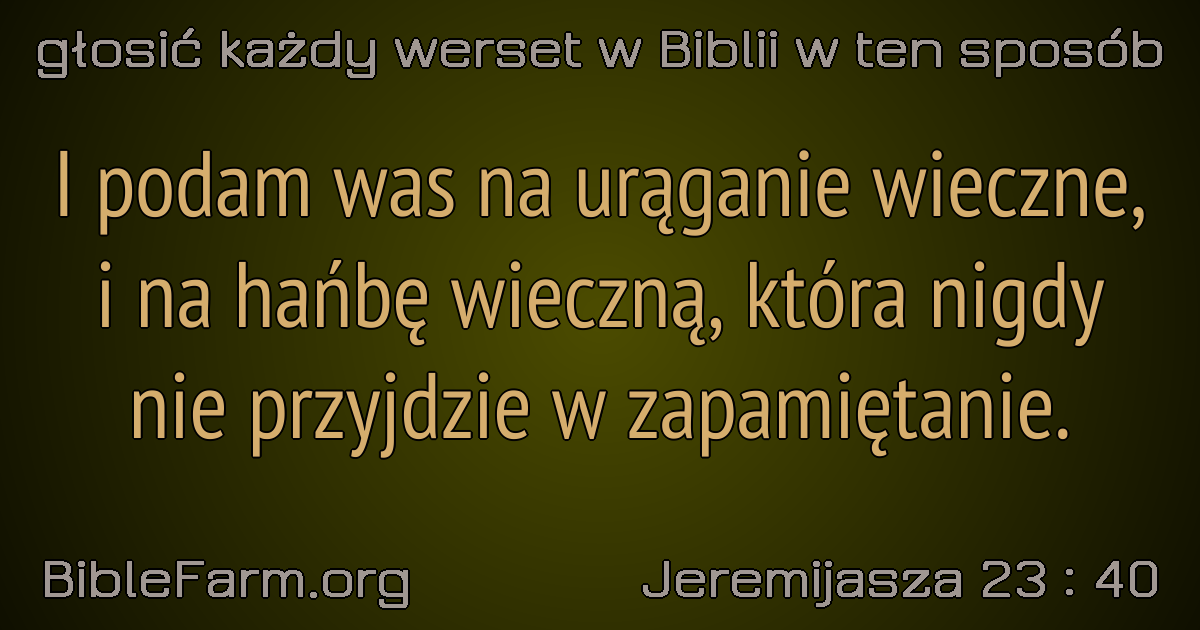 głosić każdy werset w Biblii w ten sposób
I podam was na urąganie wieczne,
i na hańbę wieczną, która nigdy
nie przyjdzie w zapamiętanie.
BibleFarm.org
Jeremijasza 23 : 40